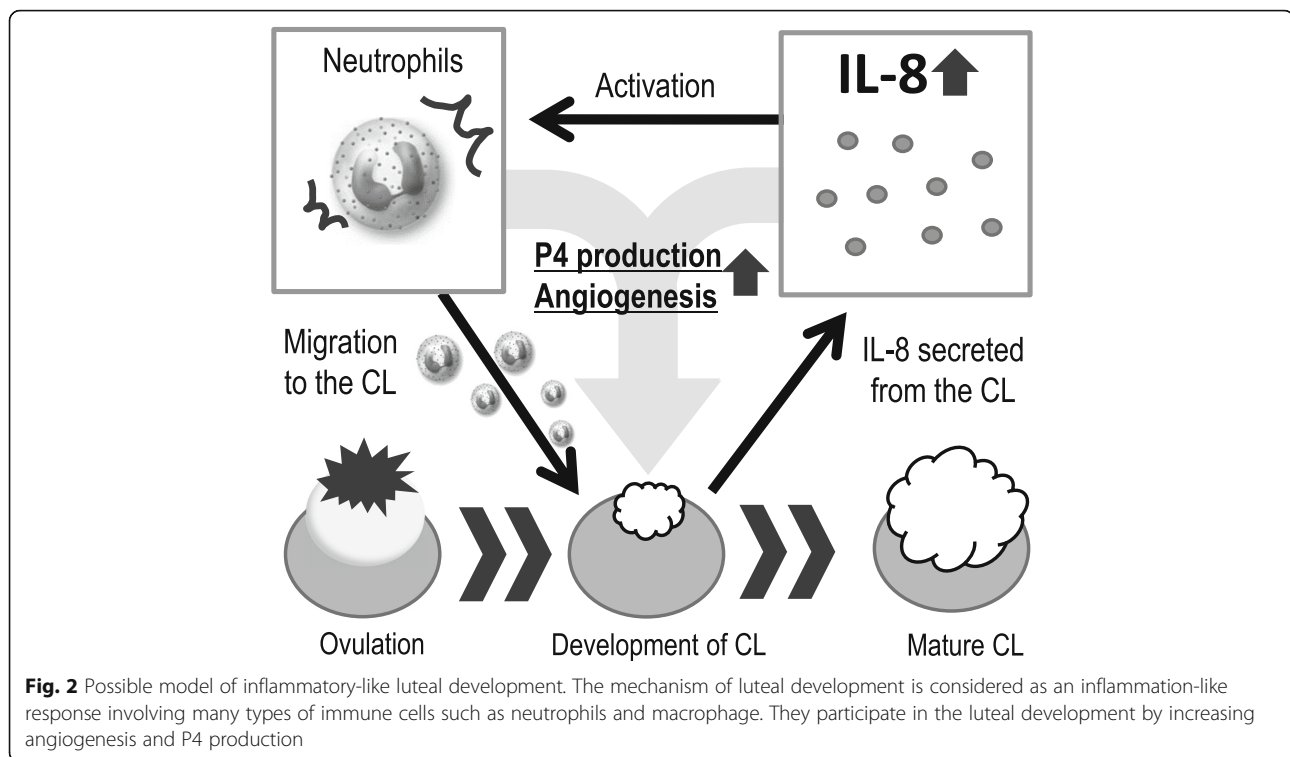 Neutrophils
Activation
IL-8
P4 production
Angiogenesis
Migration
to the CL
IL-8 secreted
from the CL
Ovulation
Development of CL
Mature CL
Fig. 2 Possible model of inflammatory-like luteal development. The mechanism of luteal development is considered as an inflammation-like
response involving many types of immune cells such as neutrophils and macrophage. They participate in the luteal development by increasing
angiogenesis and P4 production